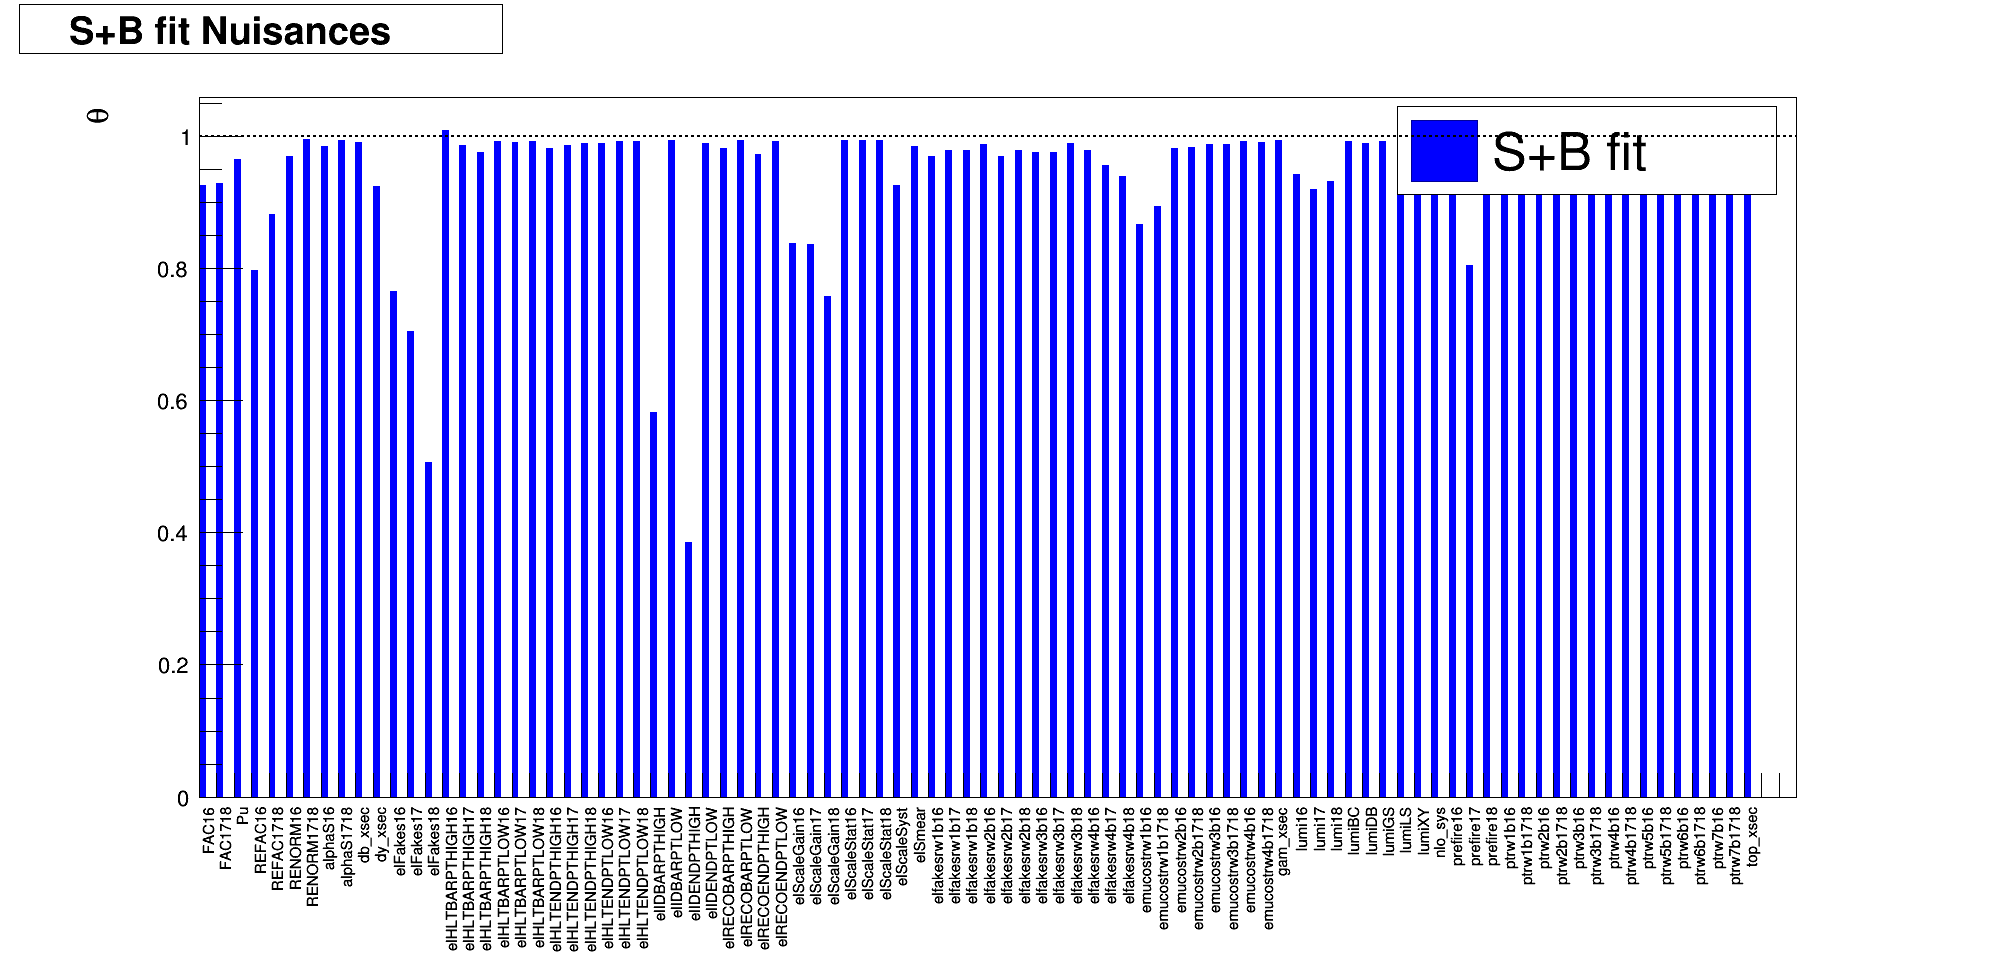 S+B fit Nuisances
θ
S+B fit
1
0.8
0.6
0.4
0.2
0
FAC16
FAC1718
Pu
REFAC16
REFAC1718
RENORM16
RENORM1718
alphaS16
alphaS1718
db_xsec
dy_xsec
elFakes16
elFakes17
elFakes18
elHLTBARPTHIGH16
elHLTBARPTHIGH17
elHLTBARPTHIGH18
elHLTBARPTLOW16
elHLTBARPTLOW17
elHLTBARPTLOW18
elHLTENDPTHIGH16
elHLTENDPTHIGH17
elHLTENDPTHIGH18
elHLTENDPTLOW16
elHLTENDPTLOW17
elHLTENDPTLOW18
elIDBARPTHIGH
elIDBARPTLOW
elIDENDPTHIGH
elIDENDPTLOW
elRECOBARPTHIGH
elRECOBARPTLOW
elRECOENDPTHIGH
elRECOENDPTLOW
elScaleGain16
elScaleGain17
elScaleGain18
elScaleStat16
elScaleStat17
elScaleStat18
elScaleSyst
elSmear
elfakesrw1b16
elfakesrw1b17
elfakesrw1b18
elfakesrw2b16
elfakesrw2b17
elfakesrw2b18
elfakesrw3b16
elfakesrw3b17
elfakesrw3b18
elfakesrw4b16
elfakesrw4b17
elfakesrw4b18
emucostrw1b16
emucostrw1b1718
emucostrw2b16
emucostrw2b1718
emucostrw3b16
emucostrw3b1718
emucostrw4b16
emucostrw4b1718
gam_xsec
lumi16
lumi17
lumi18
lumiBC
lumiDB
lumiGS
lumiLS
lumiXY
nlo_sys
prefire16
prefire17
prefire18
ptrw1b16
ptrw1b1718
ptrw2b16
ptrw2b1718
ptrw3b16
ptrw3b1718
ptrw4b16
ptrw4b1718
ptrw5b16
ptrw5b1718
ptrw6b16
ptrw6b1718
ptrw7b16
ptrw7b1718
top_xsec